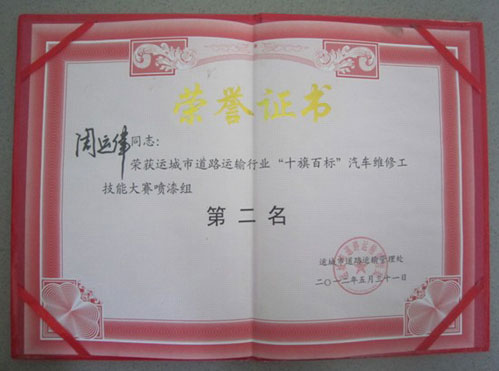 荣誉证书
周运伟同志：
荣获运城市道路运输行业“十旗百标”汽车维修工
技能大赛喷漆组
第二名
运城市道路运输管理处
二〇一二年五月三十一日